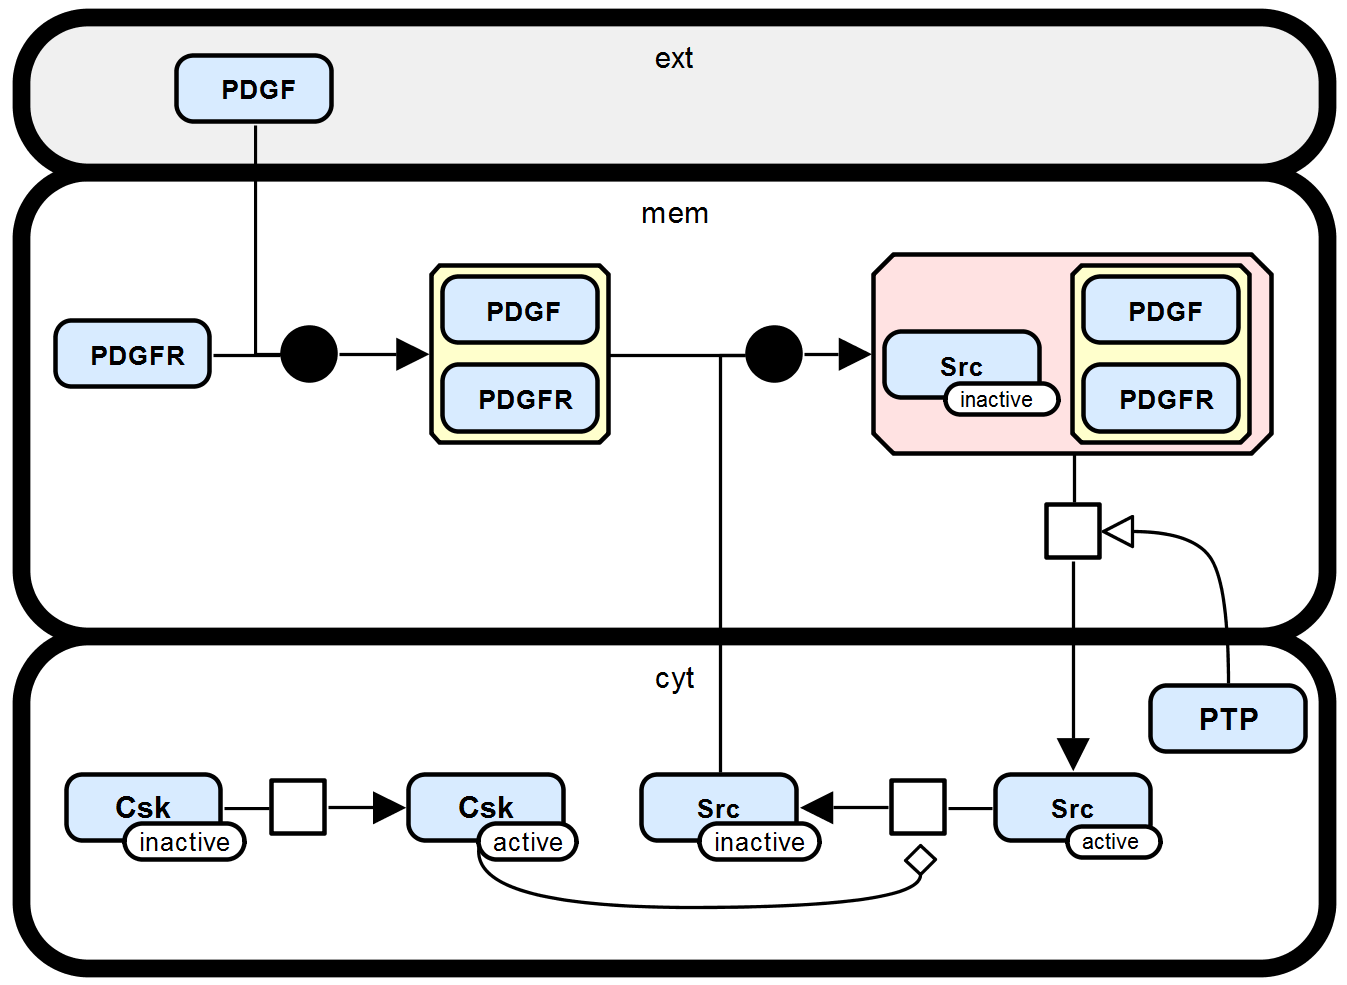 ext
PDGF
mem
PDGF
PDGFR
PDGFR
Src
inactive
PDGF
PDGFR
cyt
PTP
Csk
inactive
Csk
active
Src
inactive
Src
active